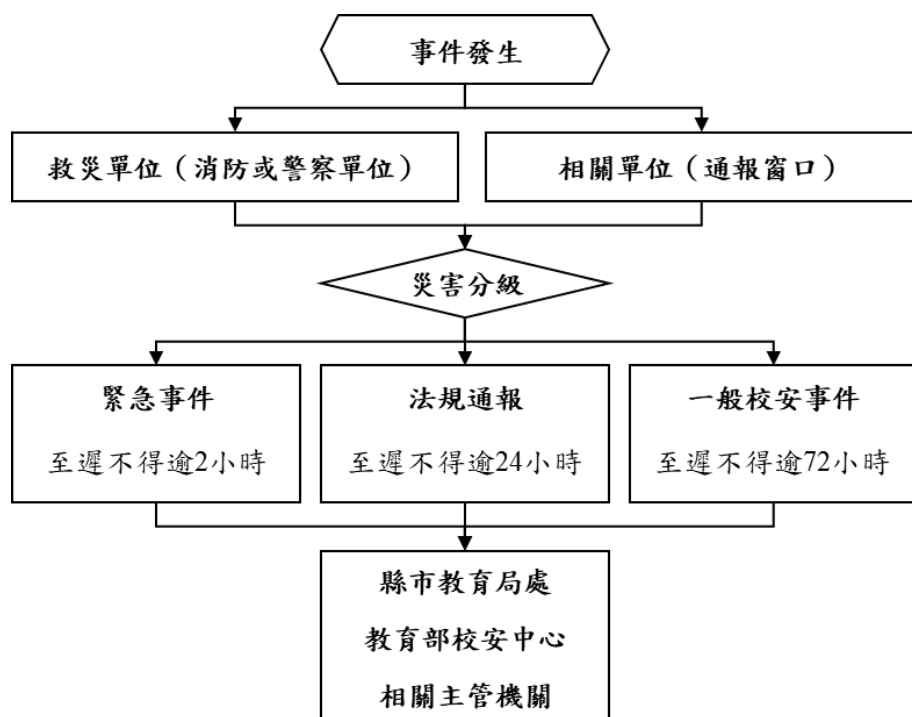 事件發生
救災單位（消防或警察單位）
相關單位（通報窗口）
災害分級
緊急事件
至遲不得逾2小時
法規通報
至遲不得逾24小時
一般校安事件
至遲不得逾72小時
縣市教育局處
教育部校安中心
相關主管機關